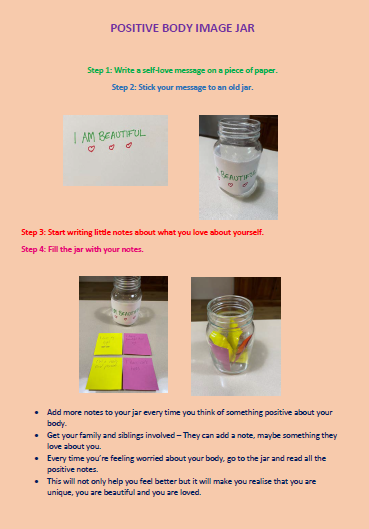 POSITIVE BODY IMAGE JAR
Step 1: Write a self-love message on a piece of paper.
Step 2: Stick your message to an old jar.
I AM BEAUTIFUL
BEAUTIFUL
Step 3: Start writing little notes about what you love about yourself.
Step 4: Fill the jar with your notes.
• Add more notes to your jar every time you think of something positive about your
body.
• Get your family and siblings involved – They can add a note, maybe something they
love about you.
• Every time you're feeling worried about your body, go to the jar and read all the
positive notes.
• This will not only help you feel better but it will make you realise that you are
unique, you are beautiful and you are loved.